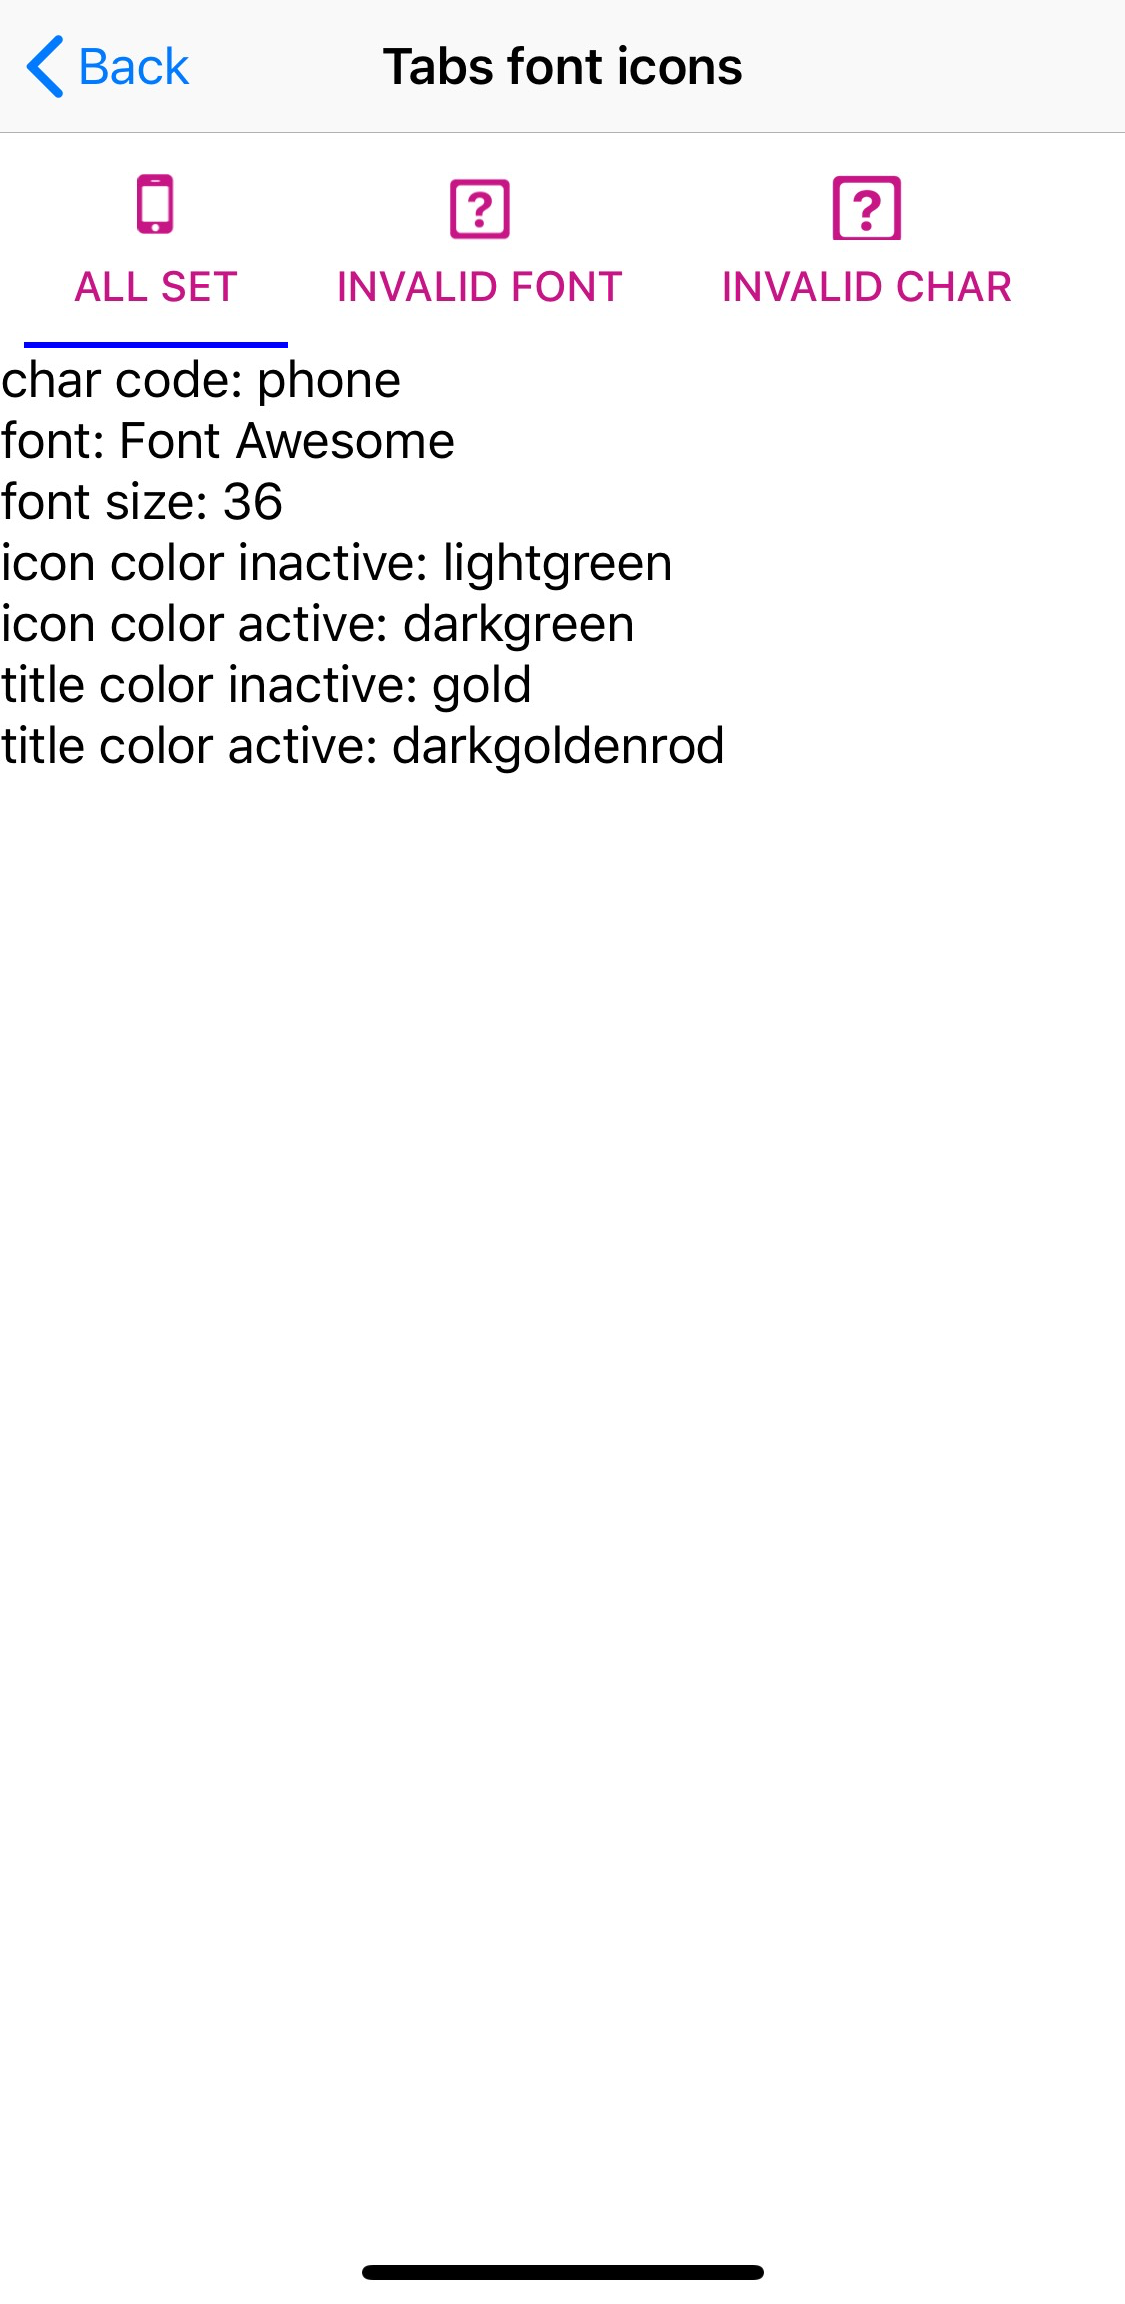 Back
Tabs font icons
ALL SET
INVALID FONT
INVALID CHAR
char code: phone
font: Font Awesome
font size: 36
icon color inactive: lightgreen
icon color active: darkgreen
title color inactive: gold
title color active: darkgoldenrod